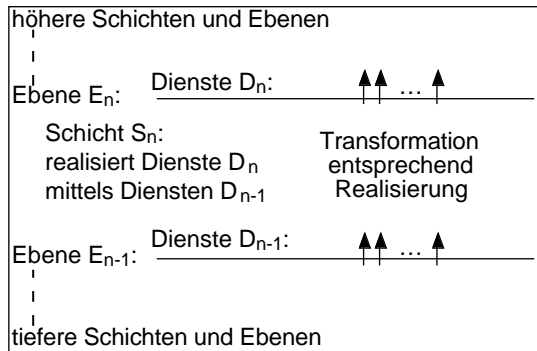 höhere Schichten und Ebenen
Ebene Eₙ: Dienste Dₙ: ...
Schicht Sₙ:
realisiert Dienste Dₙ
mittels Diensten Dₙ₋₁
Transformation
entsprechend
Realisierung
Ebene Eₙ₋₁: Dienste Dₙ₋₁: ...
tiefere Schichten und Ebenen